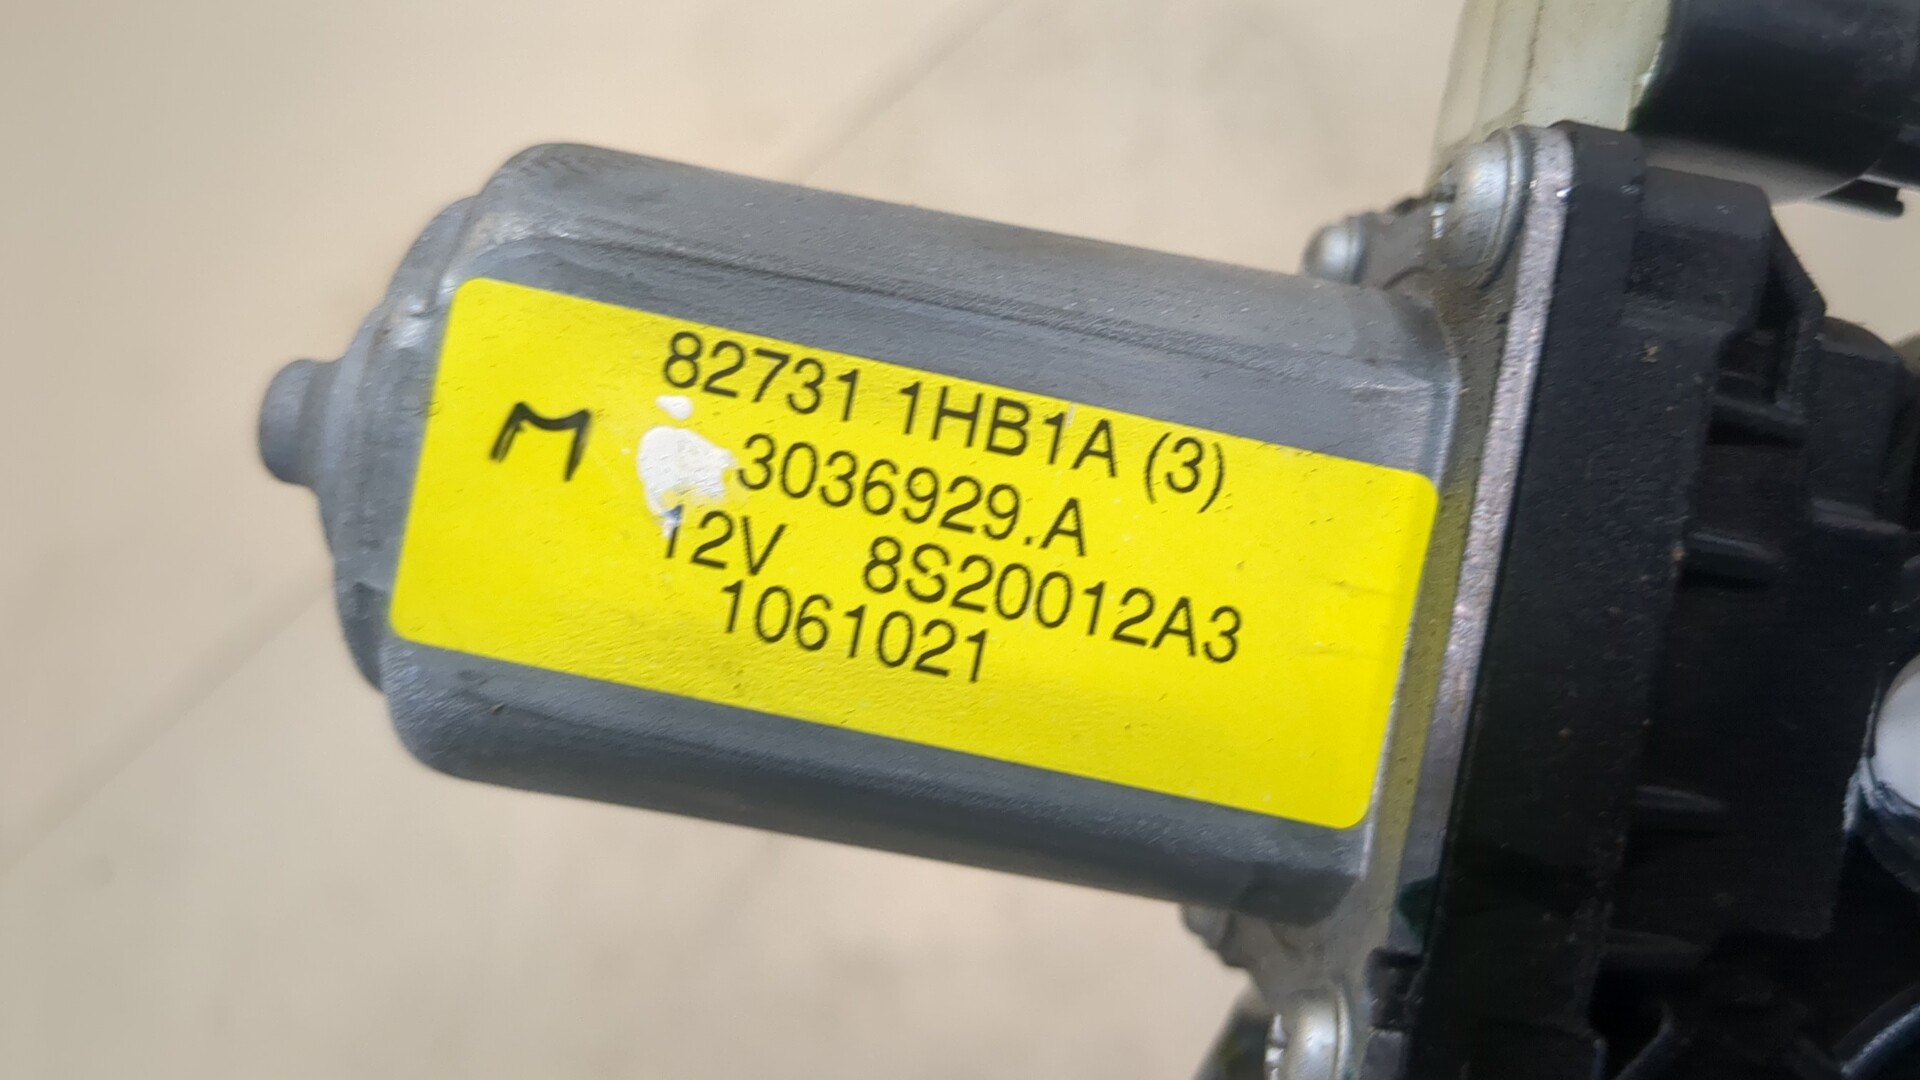 82731 1HB1A (3)
M 3036929.A
12V 8S20012A3
1061021